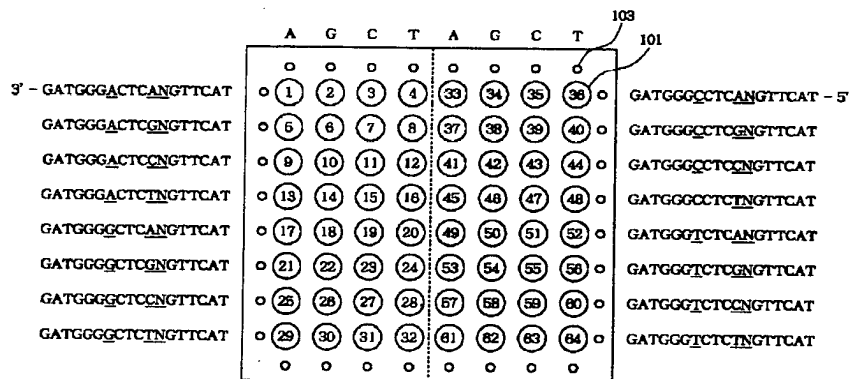 103
101
A G C T A G C T
3' - GATGGGACTCANGTTCAT 1 2 3 4 33 34 35 36 GATGGGCCTCANGTTCAT - 5'
GATGGGACTCGNGTTCAT 5 6 7 8 37 38 39 40 GATGGGCCTCGNGTTCAT
GATGGGACTCCNGTTCAT 9 10 11 12 41 42 43 44 GATGGGCCTCCNGTTCAT
GATGGGACTCTNGTTCAT 13 14 15 16 45 46 47 48 GATGGGCCTCTNGTTCAT
GATGGGGCTCANGTTCAT 17 18 19 20 49 50 51 52 GATGGGTCTCANGTTCAT
GATGGGGCTCGNGTTCAT 21 22 23 24 53 54 55 56 GATGGGTCTCGNGTTCAT
GATGGGGCTCCNGTTCAT 25 26 27 28 57 58 59 60 GATGGGTCTCCNGTTCAT
GATGGGGCTCTNGTTCAT 29 30 31 32 61 62 63 64 GATGGGTCTCTNGTTCAT